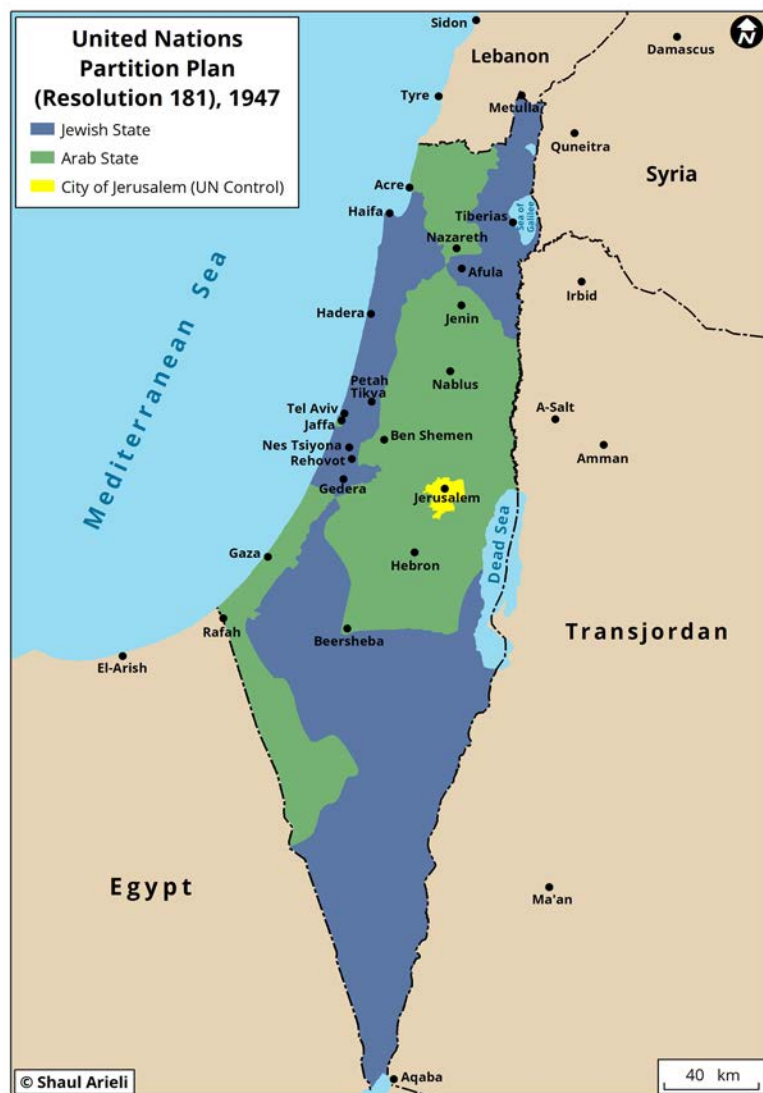 United Nations
Partition Plan
(Resolution 181), 1947
Jewish State
Arab State
City of Jerusalem (UN Control)
N
Sidon
Damascus
Lebanon
Tyre
Metulla
Quneitra
Syria
Acre
Haifa
Tiberias
Sea of
Galilee
Nazareth
Afula
Irbid
Hadera
Jenin
Nablus
Petah
Tikva
Tel Aviv
Jaffa
A-Salt
Ben Shemen
Amman
Nes Tsiyona
Rehovot
Gedera
Jerusalem
Mediterranean Sea
Dead Sea
Gaza
Hebron
Rafah
Beersheba
Transjordan
El-Arish
Egypt
Ma'an
Aqaba
© Shaul Arieli
40 km